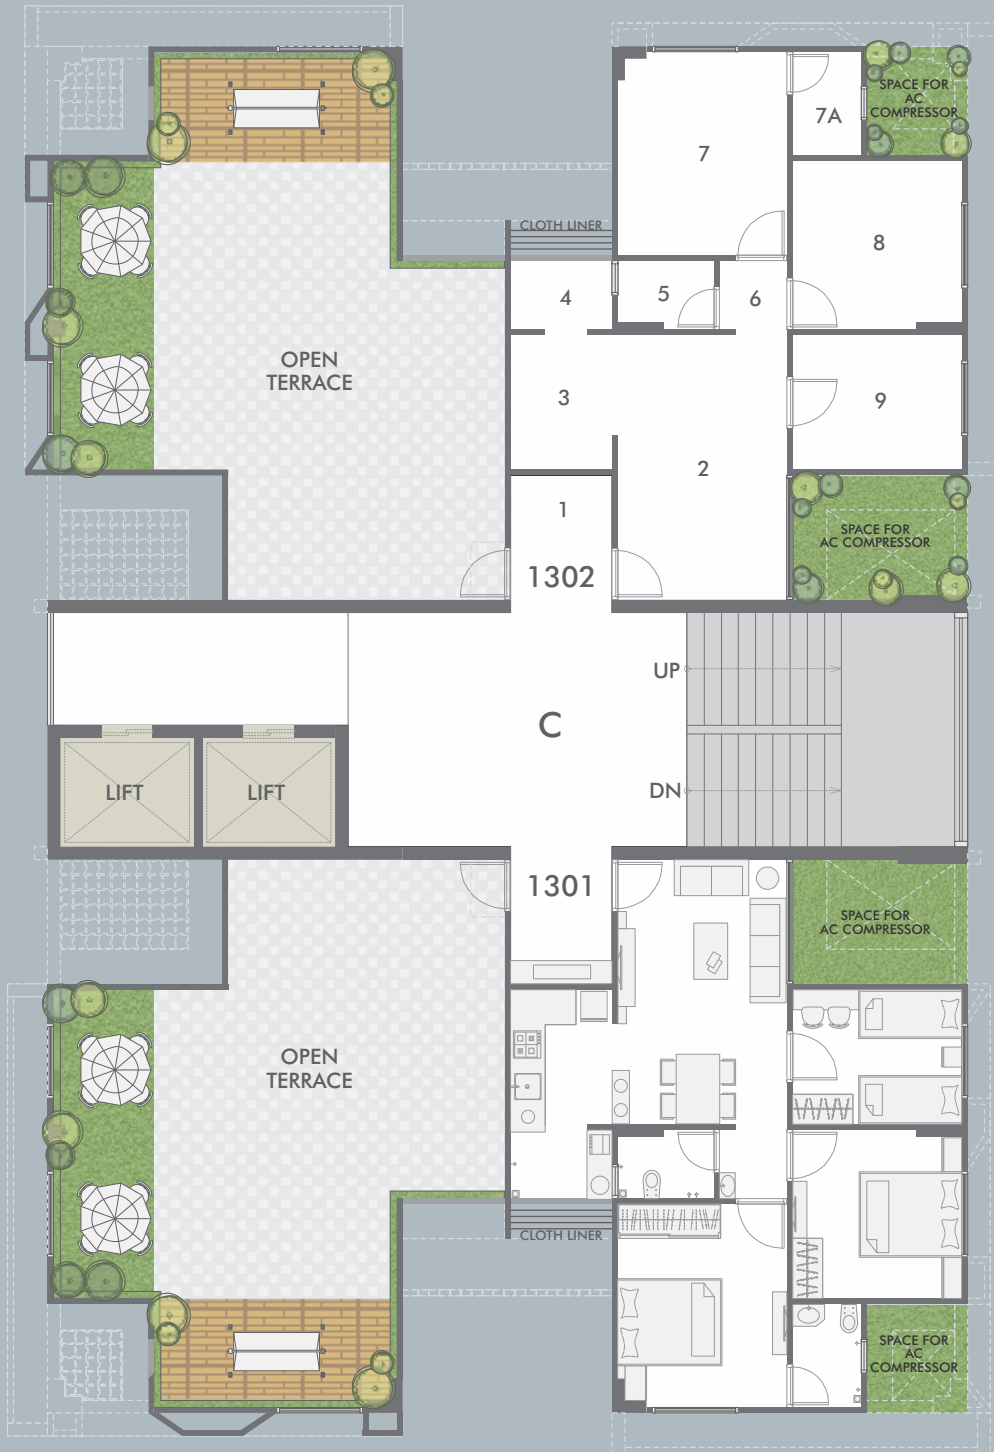 SPACE FOR
AC
COMPRESSOR
7A
7
CLOTH LINER
8
4
5
6
OPEN
TERRACE
3
9
2
1
SPACE FOR
AC COMPRESSOR
1302
UP
C
DN
LIFT
LIFT
1301
SPACE FOR
AC COMPRESSOR
OPEN
TERRACE
CLOTH LINER
SPACE FOR
AC
COMPRESSOR